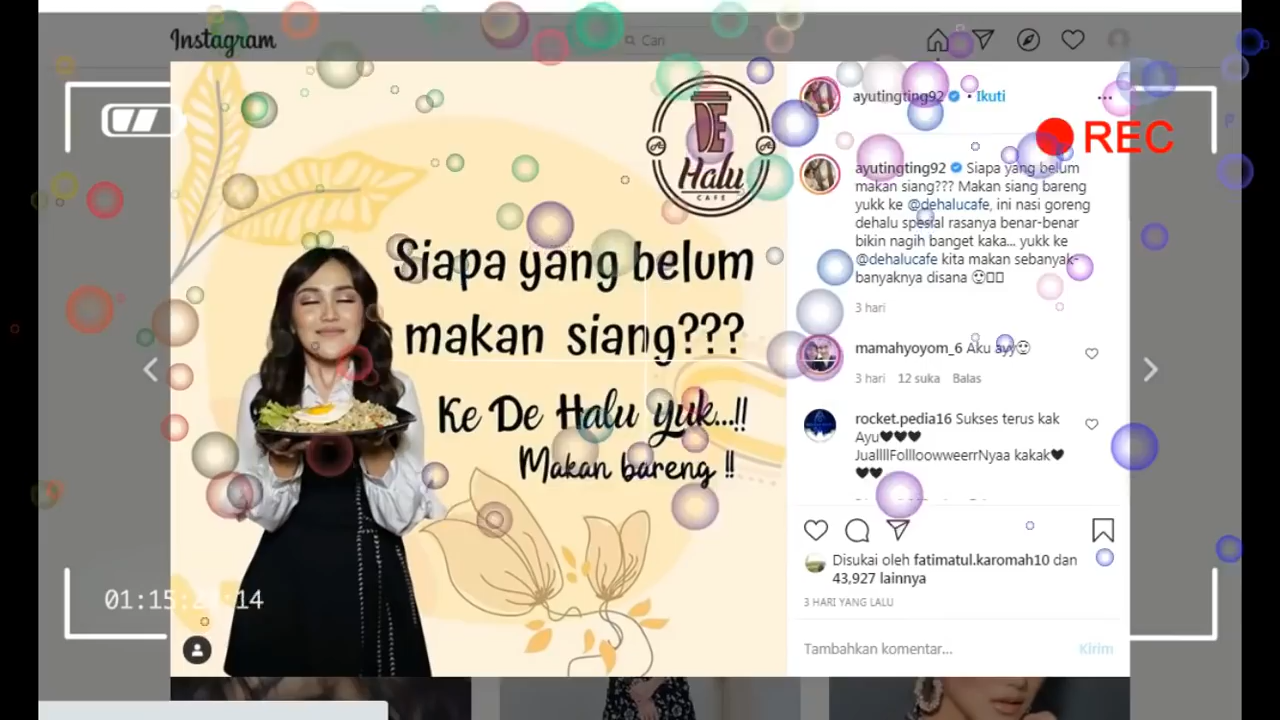 Instagram
Cari
DE
Halu
CAFE
Siapa yang belum
makan siang???
Ke De Halu yuk...!!
Makan bareng !!
ayutingting92 • Ikuti
REC
ayutingting92 Siapa yang belum
makan siang??? Makan siang bareng
yukk ke @dehalucafe, ini nasi goreng
dehalu spesial rasanya benar-benar
bikin nagih banget kaka... yukk ke
@dehalucafe kita makan sebanyak-
banyaknya disana
3 hari
mamahyoyom_6 Aku ayy
3 hari 12 suka Balas
rocket.pedia16 Sukses terus kak
Ayu🖤🖤🖤
JuallllFollloowweerrNyaa kakak🖤
🖤🖤
Disukai oleh fatimatul.karomah10 dan
43,927 lainnya
3 HARI YANG LALU
Tambahkan komentar...
Kirim